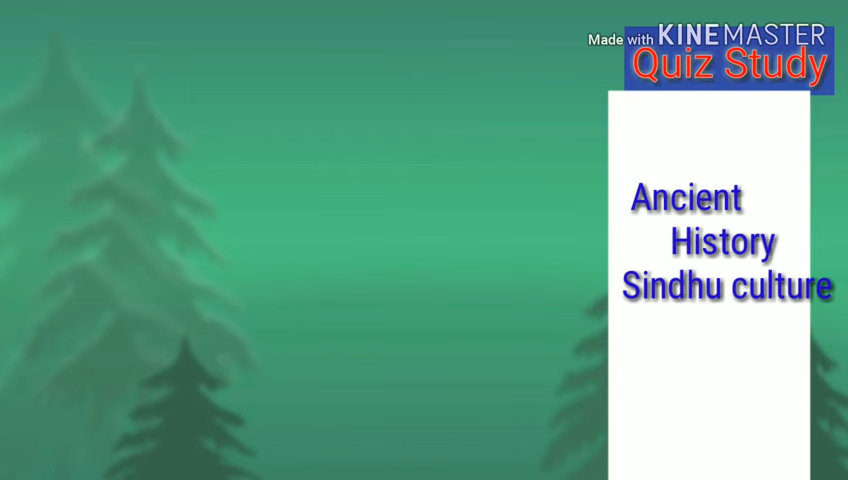 Made with KINEMASTER
Quiz Study
Ancient
History
Sindhu culture